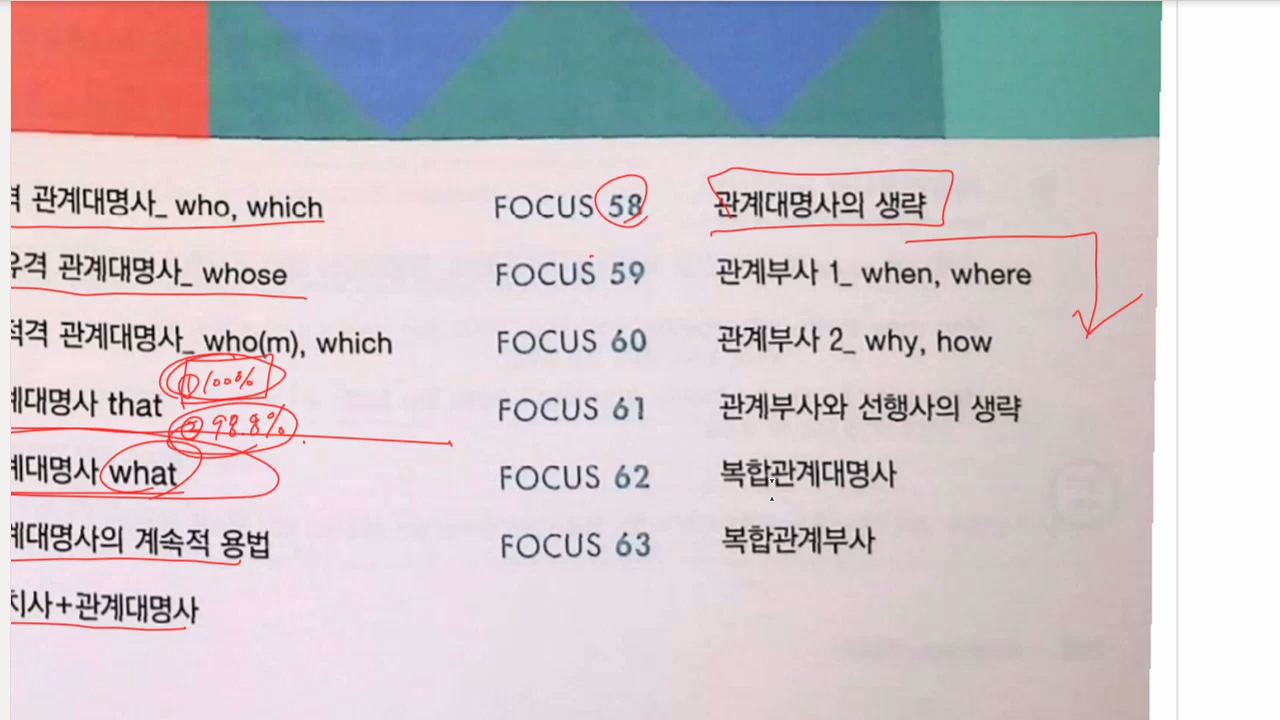 관계대명사_ who, which
관계대명사_ whose
관계대명사_ who(m), which
① 100%
대명사 that
② 98.8%
대명사 what
대명사의 계속적 용법
관계대명사
FOCUS 58 관계대명사의 생략
FOCUS 59 관계부사 1_ when, where
FOCUS 60 관계부사 2_ why, how
FOCUS 61 관계부사와 선행사의 생략
FOCUS 62 복합관계대명사
FOCUS 63 복합관계부사